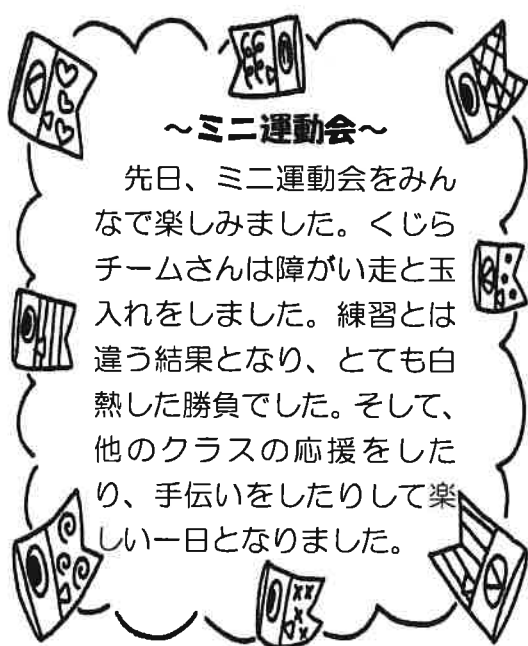 ～ミニ運動会～
先日、ミニ運動会をみん
なで楽しみました。くじら
チームさんは障がい走と玉
入れをしました。練習とは
違う結果となり、とても白
熱した勝負でした。そして、
他のクラスの応援をした
り、手伝いをしたりして楽
しい一日となりました。